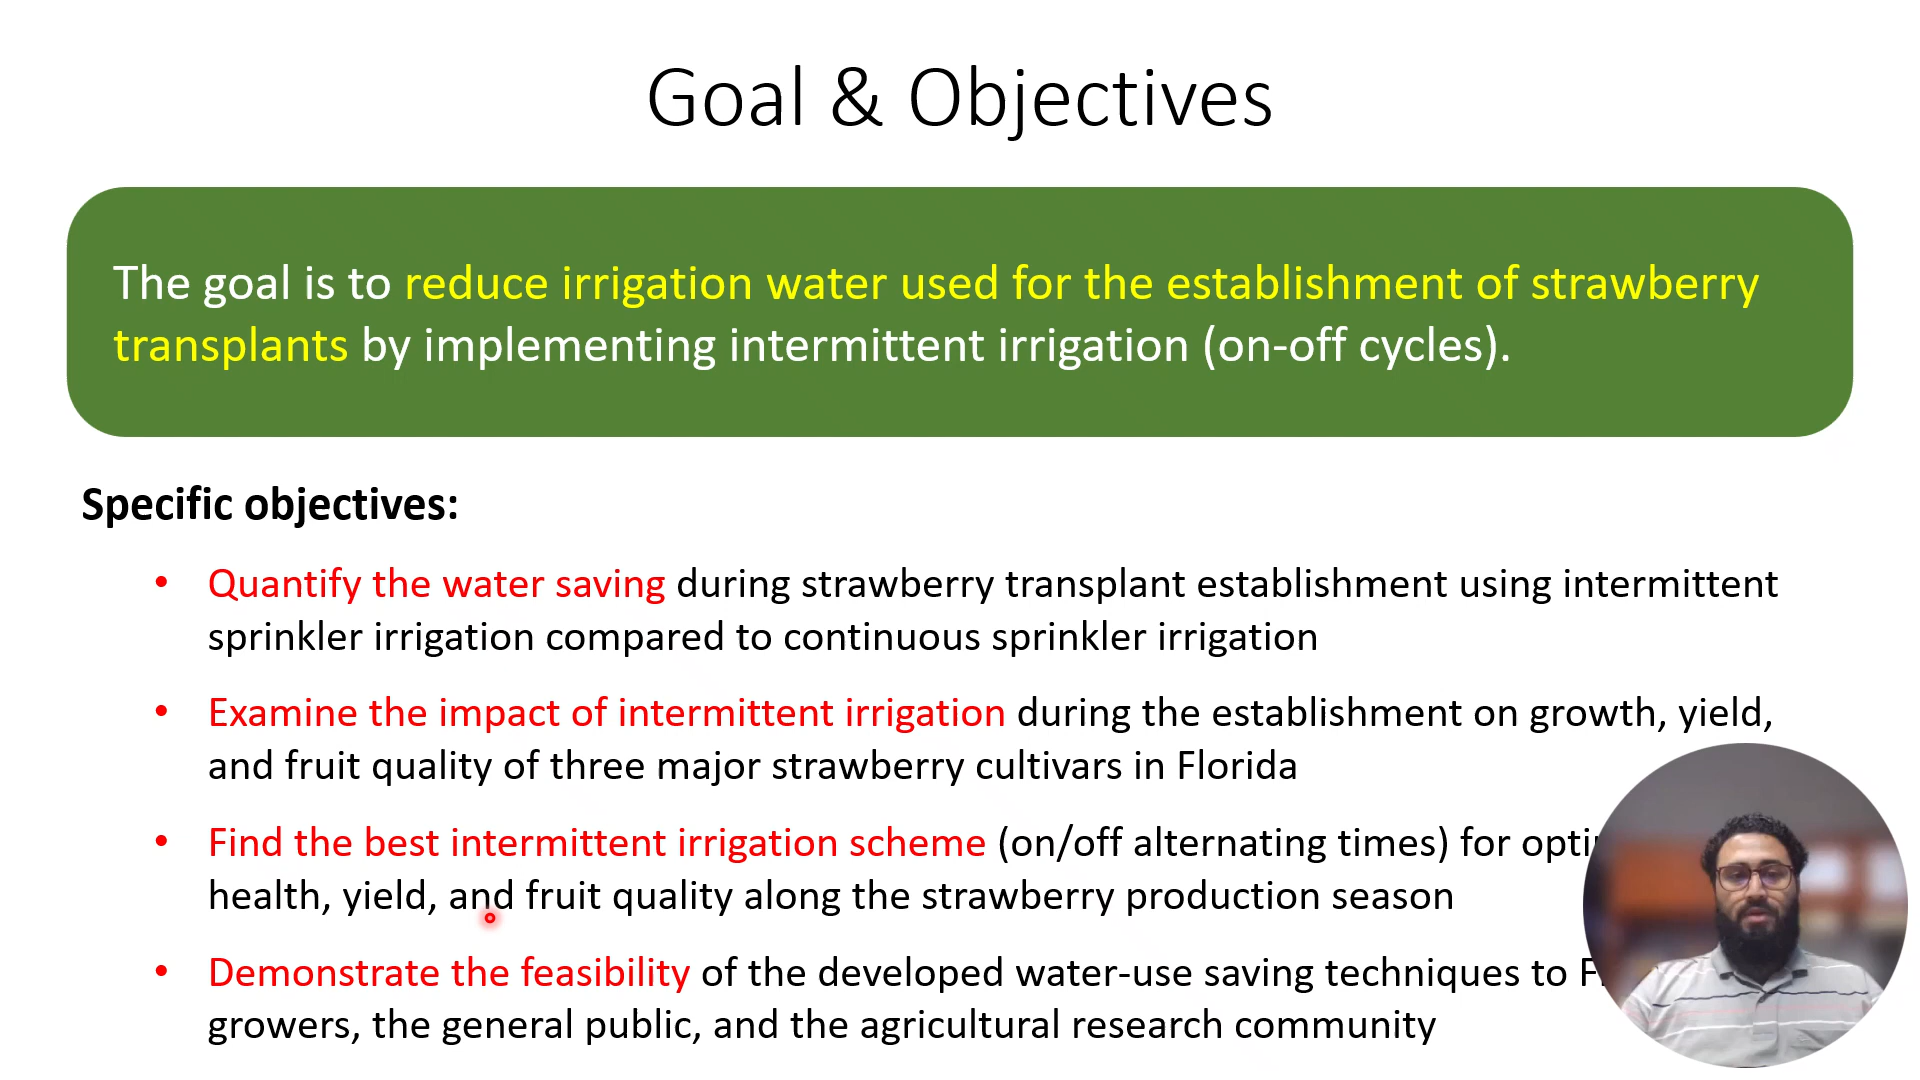 Goal & Objectives
The goal is to reduce irrigation water used for the establishment of strawberry
transplants by implementing intermittent irrigation (on-off cycles).
Specific objectives:
• Quantify the water saving during strawberry transplant establishment using intermittent
sprinkler irrigation compared to continuous sprinkler irrigation
• Examine the impact of intermittent irrigation during the establishment on growth, yield,
and fruit quality of three major strawberry cultivars in Florida
• Find the best intermittent irrigation scheme (on/off alternating times) for
health, yield, and fruit quality along the strawberry production season
• Demonstrate the feasibility of the developed water-use saving techniques to
growers, the general public, and the agricultural research community